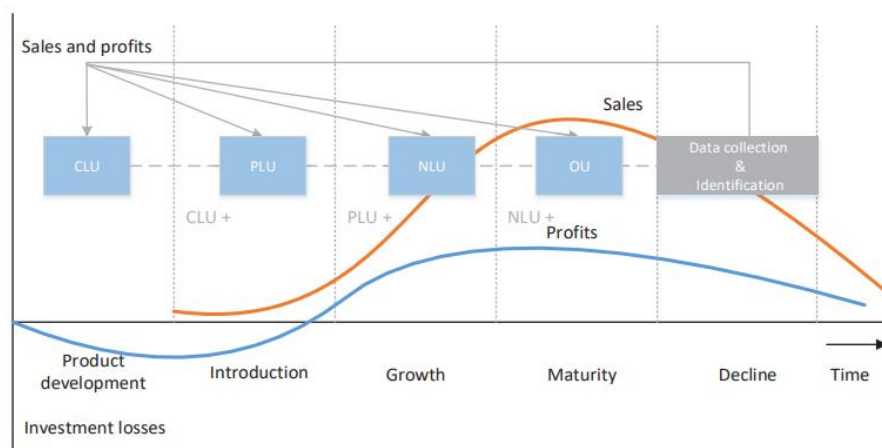 Sales and profits
Sales
CLU
PLU
NLU
OU
Data collection
&
Identification
CLU +
PLU +
NLU +
Profits
Product
development
Introduction
Growth
Maturity
Decline
Time
Investment losses